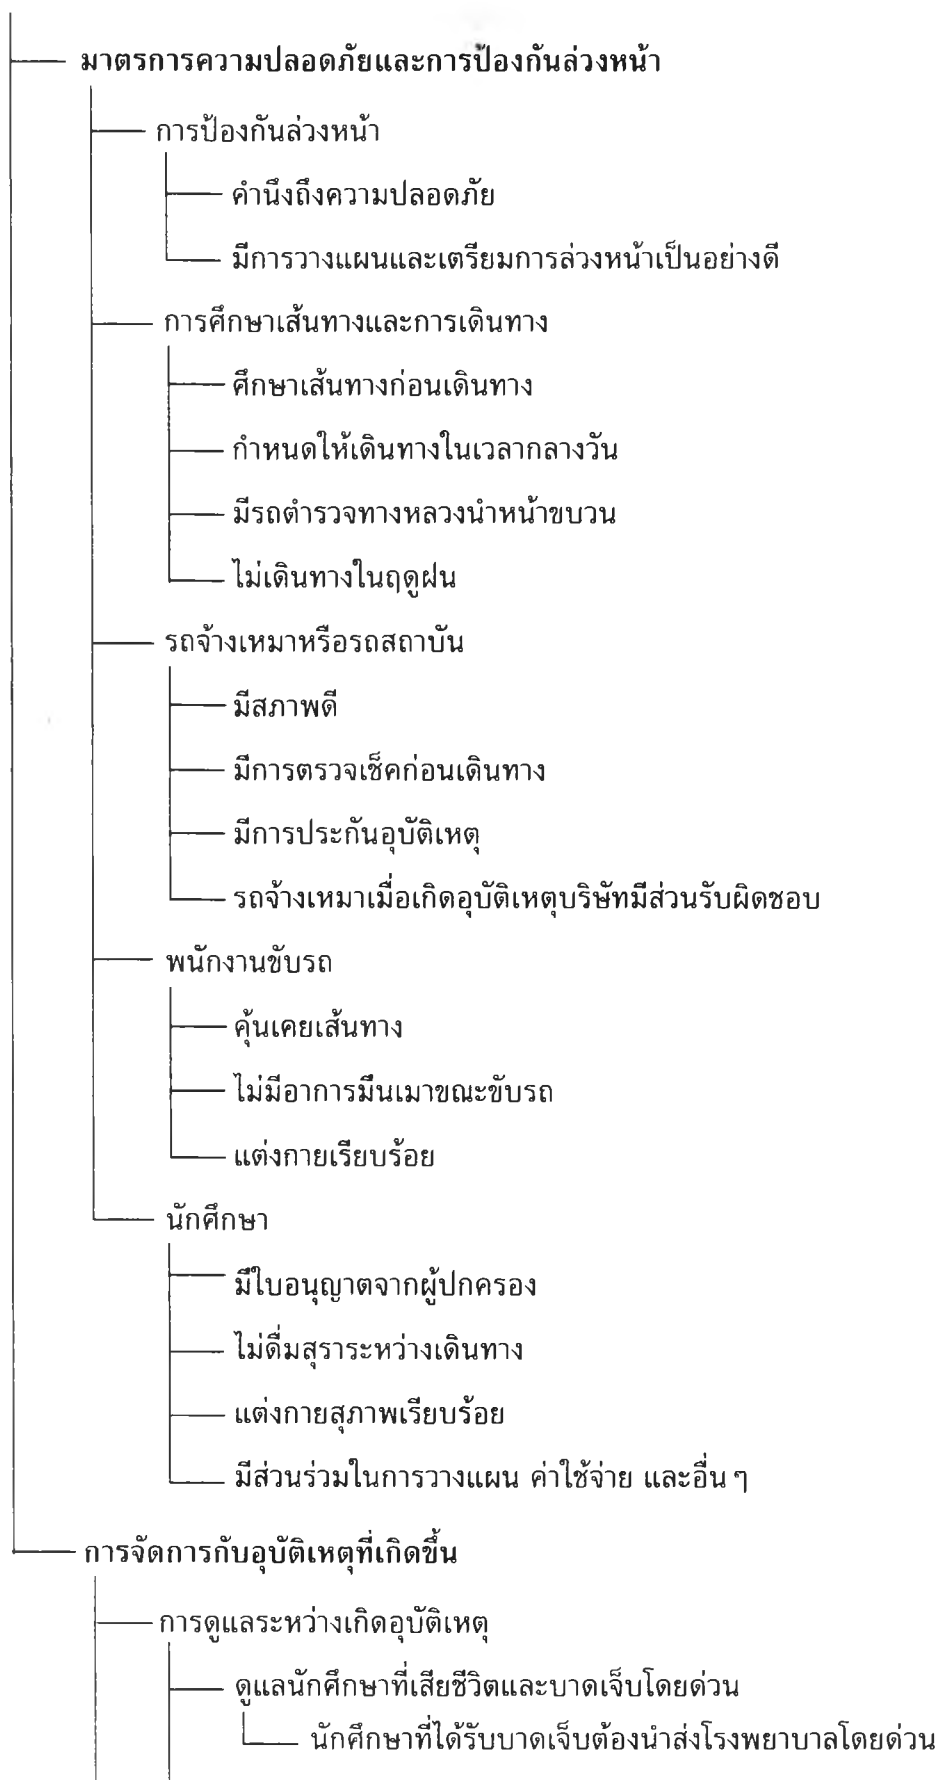 มาตรการความปลอดภัยและการป้องกันล่วงหน้า
การป้องกันล่วงหน้า
คำนึงถึงความปลอดภัย
มีการวางแผนและเตรียมการล่วงหน้าเป็นอย่างดี
การศึกษาเส้นทางและการเดินทาง
ศึกษาเส้นทางก่อนเดินทาง
กำหนดให้เดินทางในเวลากลางวัน
มีรถตำรวจทางหลวงนำหน้าขบวน
ไม่เดินทางในฤดูฝน
รถจ้างเหมาหรือรถสถาบัน
มีสภาพดี
มีการตรวจเช็คก่อนเดินทาง
มีการประกันอุบัติเหตุ
รถจ้างเหมาเมื่อเกิดอุบัติเหตุบริษัทมีส่วนรับผิดชอบ
พนักงานขับรถ
คุ้นเคยเส้นทาง
ไม่มีอาการมึนเมาขณะขับรถ
แต่งกายเรียบร้อย
นักศึกษา
มีใบอนุญาตจากผู้ปกครอง
ไม่ดื่มสุราระหว่างเดินทาง
แต่งกายสุภาพเรียบร้อย
มีส่วนร่วมในการวางแผน ค่าใช้จ่าย และอื่น ๆ
การจัดการกับอุบัติเหตุที่เกิดขึ้น
การดูแลระหว่างเกิดอุบัติเหตุ
ดูแลนักศึกษาที่เสียชีวิตและบาดเจ็บโดยด่วน
นักศึกษาที่ได้รับบาดเจ็บต้องนำส่งโรงพยาบาลโดยด่วน